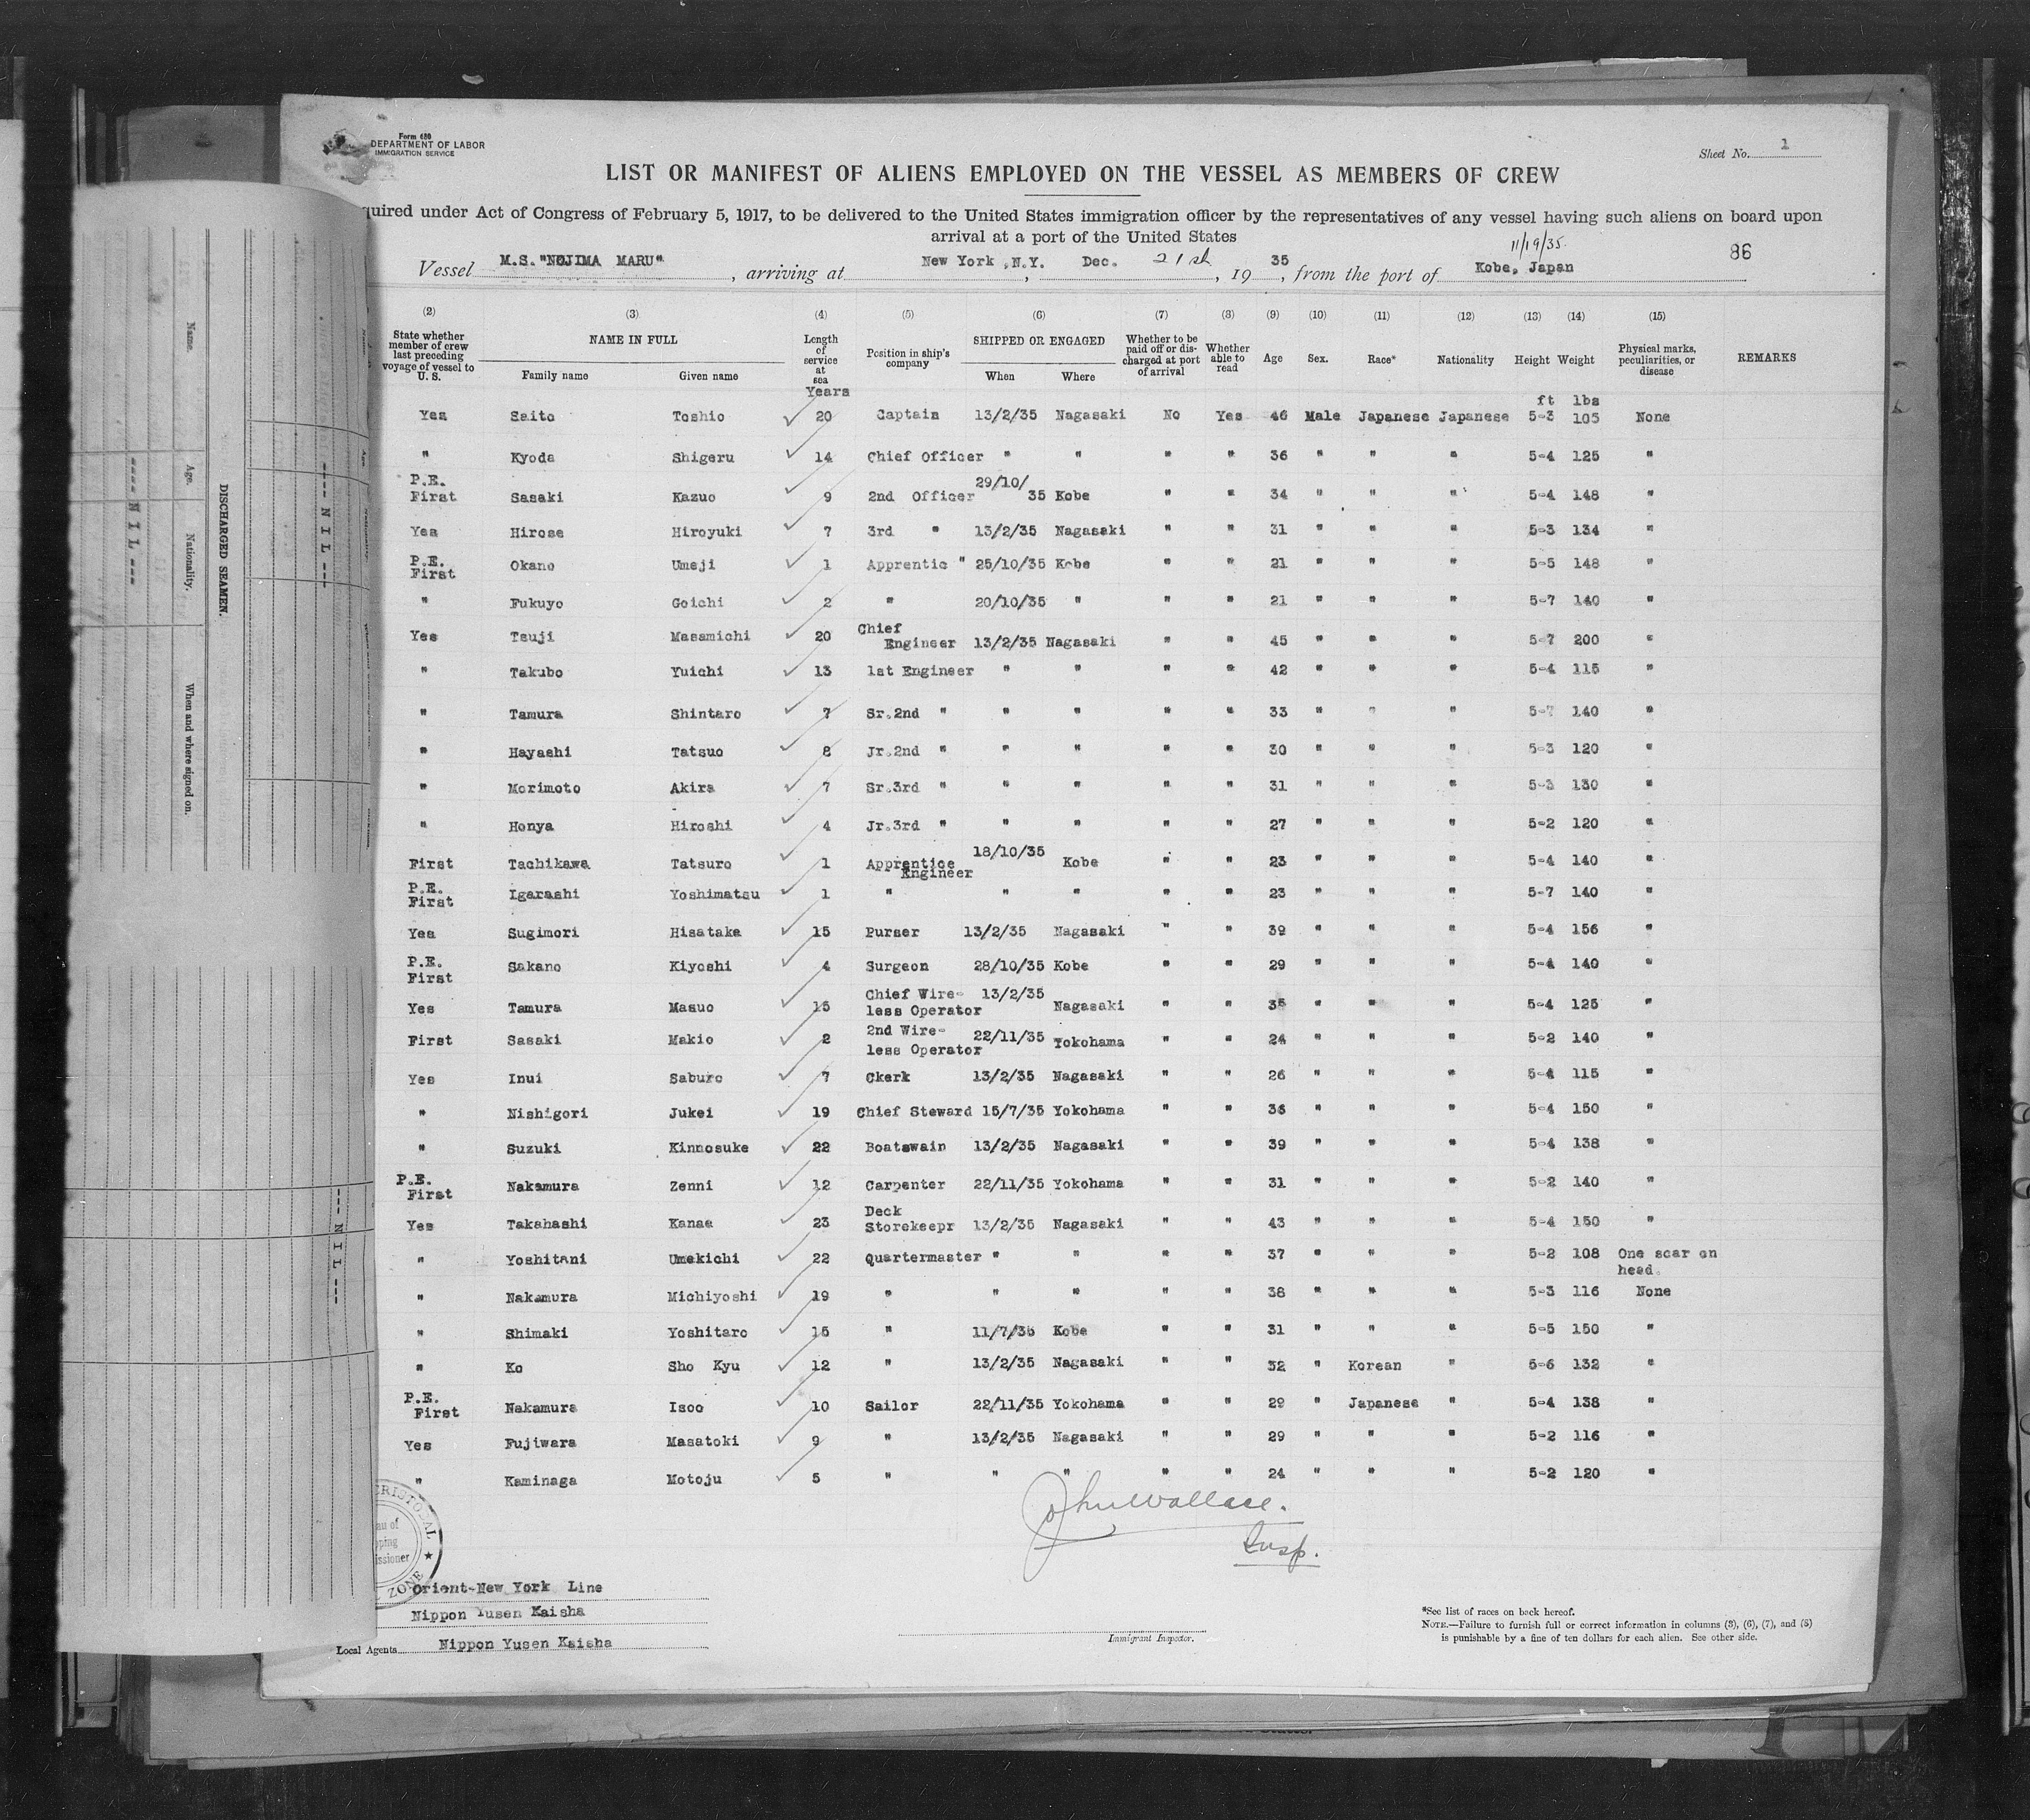 Form 680
DEPARTMENT OF LABOR
IMMIGRATION SERVICE
Sheet No. 1
LIST OR MANIFEST OF ALIENS EMPLOYED ON THE VESSEL AS MEMBERS OF CREW
quired under Act of Congress of February 5, 1917, to be delivered to the United States immigration officer by the representatives of any vessel having such aliens on board upon
arrival at a port of the United States
11/19/35.
86
Vessel M.S."NOJIMA MARU", arriving at New York ,N.Y. Dec. 21st, 1935, from the port of Kobe, Japan
(2) (3) (4) (5) (6) (7) (8) (9) (10) (11) (12) (13) (14) (15)
State whether member of crew last preceding voyage of vessel to U. S.
NAME IN FULL
Family name Given name
Length of service at sea
Years
Position in ship's company
SHIPPED OR ENGAGED
When Where
Whether to be paid off or discharged at port of arrival
Whether able to read
Age Sex. Race* Nationality Height Weight
Physical marks, peculiarities, or disease
REMARKS
ft lbs
Yes Saito Toshio 20 Captain 13/2/35 Nagasaki No Yes 46 Male Japanese Japanese 5-3 105 None
" Kyoda Shigeru 14 Chief Officer " " " " 36 " " " 5-4 125 "
P.E. First Sasaki Kazuo 9 2nd Officer 29/10/35 Kobe " " 34 " " " 5-4 148 "
Yes Hirose Hiroyuki 7 3rd " 13/2/35 Nagasaki " " 31 " " " 5-3 134 "
P.E. First Okano Umeji 1 Apprentic " 25/10/35 Kobe " " 21 " " " 5-5 148 "
" Fukuyo Goichi 2 " 20/10/35 " " " 21 " " " 5-7 140 "
Yes Tsuji Masamichi 20 Chief Engineer 13/2/35 Nagasaki " " 45 " " " 5-7 200 "
" Takubo Yuichi 13 1st Engineer " " " " 42 " " " 5-4 115 "
" Tamura Shintaro 7 Sr.2nd " " " " " 33 " " " 5-7 140 "
" Hayashi Tatsuo 8 Jr.2nd " " " " " 30 " " " 5-3 120 "
" Morimoto Akira 7 Sr.3rd " " " " " 31 " " " 5-3 130 "
" Honya Hiroshi 4 Jr.3rd " " " " " 27 " " " 5-2 120 "
First Tachikawa Tatsuro 1 Apprentice Engineer 18/10/35 Kobe " " 23 " " " 5-4 140 "
P.E. First Igarashi Yoshimatsu 1 " " " " " 23 " " " 5-7 140 "
Yes Sugimori Hisataka 15 Purser 13/2/35 Nagasaki " " 39 " " " 5-4 156 "
P.E. First Sakano Kiyoshi 4 Surgeon 28/10/35 Kobe " " 29 " " " 5-4 140 "
Yes Tamura Masuo 15 Chief Wire-less Operator 13/2/35 Nagasaki " " 35 " " " 5-4 125 "
First Sasaki Makio 2 2nd Wire-less Operator 22/11/35 Yokohama " " 24 " " " 5-2 140 "
Yes Inui Saburo 7 Ckerk 13/2/35 Nagasaki " " 26 " " " 5-4 115 "
" Nishigori Jukei 19 Chief Steward 15/7/35 Yokohama " " 36 " " " 5-4 150 "
" Suzuki Kinnosuke 22 Boatswain 13/2/35 Nagasaki " " 39 " " " 5-4 138 "
P.E. First Nakamura Zenni 12 Carpenter 22/11/35 Yokohama " " 31 " " " 5-2 140 "
Yes Takahashi Kanae 23 Deck Storekeepr 13/2/35 Nagasaki " " 43 " " " 5-4 150 "
" Yoshitani Umekichi 22 Quartermaster " " " " 37 " " " 5-2 108 One scar on head.
" Nakamura Michiyoshi 19 " " " " " 38 " " " 5-3 116 None
" Shimaki Yoshitaro 15 " 11/7/35 Kobe " " 31 " " " 5-5 150 "
" Ko Sho Kyu 12 " 13/2/35 Nagasaki " " 32 " Korean " 5-6 132 "
P.E. First Nakamura Isoo 10 Sailor 22/11/35 Yokohama " " 29 " Japanese " 5-4 138 "
Yes Fujiwara Masatoki 9 " 13/2/35 Nagasaki " " 29 " " " 5-2 116 "
" Kaminaga Motoju 5 " " " " " 24 " " " 5-2 120 "
John Wallace.
Insp.
Orient-New York Line
Nippon Yusen Kaisha
Local Agents Nippon Yusen Kaisha
Immigrant Inspector.
*See list of races on back hereof.
NOTE.—Failure to furnish full or correct information in columns (3), (6), (7), and (8)
is punishable by a fine of ten dollars for each alien. See other side.
CRISTOBAL
ZONE
DISCHARGED SEAMEN.
Name. Age. Nationality. When and where signed on.
---- N I L ----
--- N I L ---
--- N I L ---